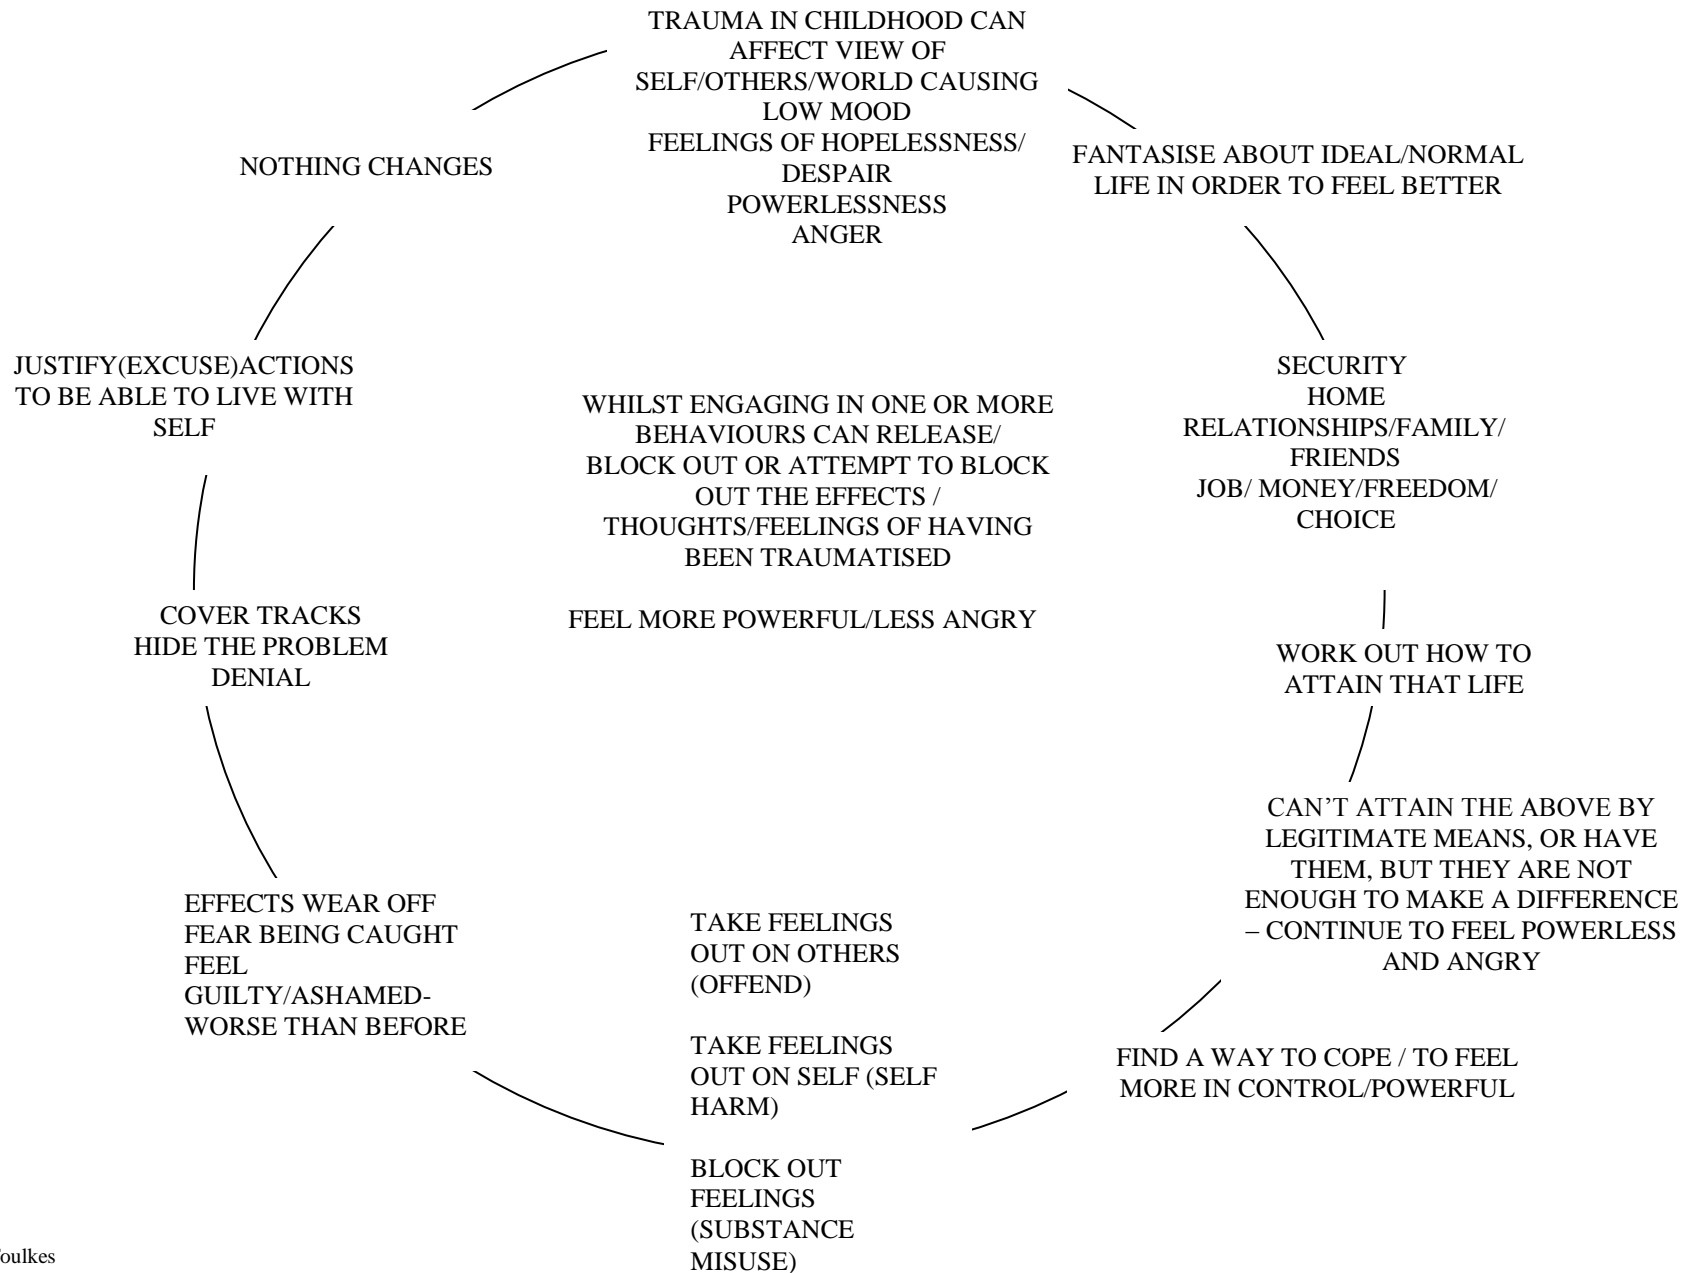 TRAUMA IN CHILDHOOD CAN
AFFECT VIEW OF
SELF/OTHERS/WORLD CAUSING
LOW MOOD
FEELINGS OF HOPELESSNESS/
DESPAIR
POWERLESSNESS
ANGER
FANTASISE ABOUT IDEAL/NORMAL
LIFE IN ORDER TO FEEL BETTER
SECURITY
HOME
RELATIONSHIPS/FAMILY/
FRIENDS
JOB/ MONEY/FREEDOM/
CHOICE
WORK OUT HOW TO
ATTAIN THAT LIFE
CAN’T ATTAIN THE ABOVE BY
LEGITIMATE MEANS, OR HAVE
THEM, BUT THEY ARE NOT
ENOUGH TO MAKE A DIFFERENCE
– CONTINUE TO FEEL POWERLESS
AND ANGRY
FIND A WAY TO COPE / TO FEEL
MORE IN CONTROL/POWERFUL
TAKE FEELINGS
OUT ON OTHERS
(OFFEND)
TAKE FEELINGS
OUT ON SELF (SELF
HARM)
BLOCK OUT
FEELINGS
(SUBSTANCE
MISUSE)
EFFECTS WEAR OFF
FEAR BEING CAUGHT
FEEL
GUILTY/ASHAMED-
WORSE THAN BEFORE
COVER TRACKS
HIDE THE PROBLEM
DENIAL
JUSTIFY(EXCUSE)ACTIONS
TO BE ABLE TO LIVE WITH
SELF
NOTHING CHANGES
WHILST ENGAGING IN ONE OR MORE
BEHAVIOURS CAN RELEASE/
BLOCK OUT OR ATTEMPT TO BLOCK
OUT THE EFFECTS /
THOUGHTS/FEELINGS OF HAVING
BEEN TRAUMATISED
FEEL MORE POWERFUL/LESS ANGRY
oulkes